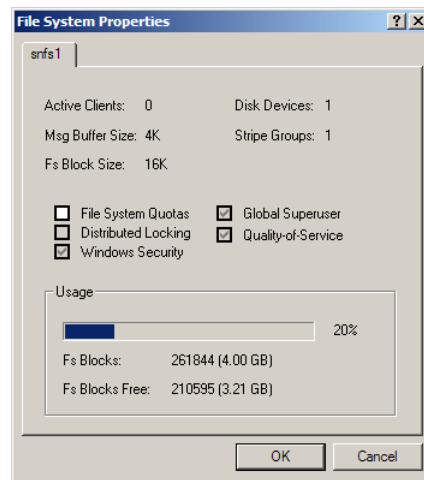 File System Properties
snfs1
Active Clients: 0 Disk Devices: 1
Msg Buffer Size: 4K Stripe Groups: 1
Fs Block Size: 16K
File System Quotas Global Superuser
Distributed Locking Quality-of-Service
Windows Security
Usage
20%
Fs Blocks: 261844 (4.00 GB)
Fs Blocks Free: 210595 (3.21 GB)
OK Cancel